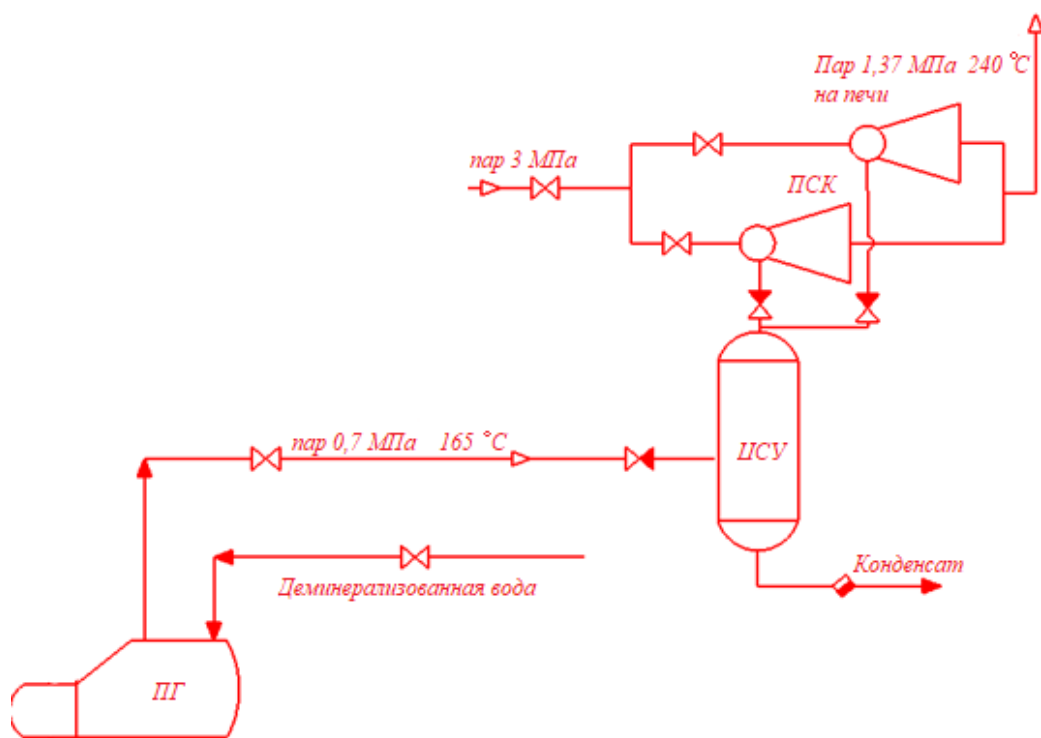 Пар 1,37 МПа 240 °С
на печи
пар 3 МПа
ПСК
пар 0,7 МПа 165 °С
ЦСУ
Деминерализованная вода
Конденсат
ПГ